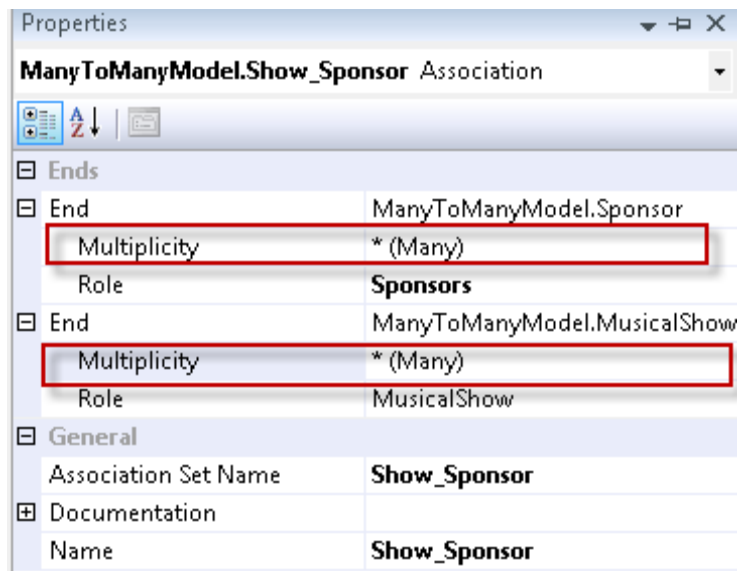 Properties
ManyToManyModel.Show_Sponsor Association
Ends
End ManyToManyModel.Sponsor
Multiplicity * (Many)
Role Sponsors
End ManyToManyModel.MusicalShow
Multiplicity * (Many)
Role MusicalShow
General
Association Set Name Show_Sponsor
Documentation
Name Show_Sponsor